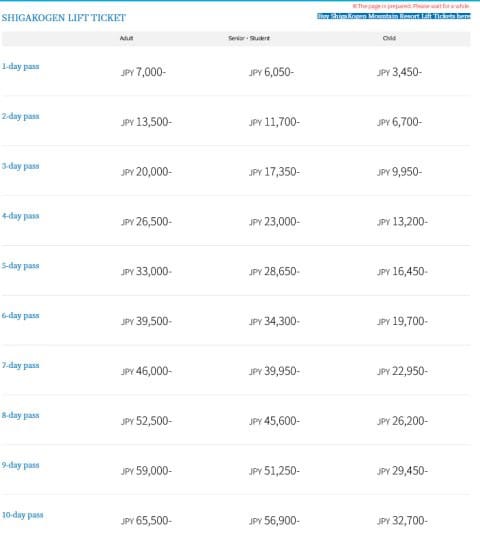 ※The page is prepared. Please wait for a while.
SHIGAKOGEN LIFT TICKET
Buy ShigaKogen Mountain Resort Lift Tickets here
Adult Senior・Student Child
1-day pass JPY 7,000- JPY 6,050- JPY 3,450-
2-day pass JPY 13,500- JPY 11,700- JPY 6,700-
3-day pass JPY 20,000- JPY 17,350- JPY 9,950-
4-day pass JPY 26,500- JPY 23,000- JPY 13,200-
5-day pass JPY 33,000- JPY 28,650- JPY 16,450-
6-day pass JPY 39,500- JPY 34,300- JPY 19,700-
7-day pass JPY 46,000- JPY 39,950- JPY 22,950-
8-day pass JPY 52,500- JPY 45,600- JPY 26,200-
9-day pass JPY 59,000- JPY 51,250- JPY 29,450-
10-day pass JPY 65,500- JPY 56,900- JPY 32,700-